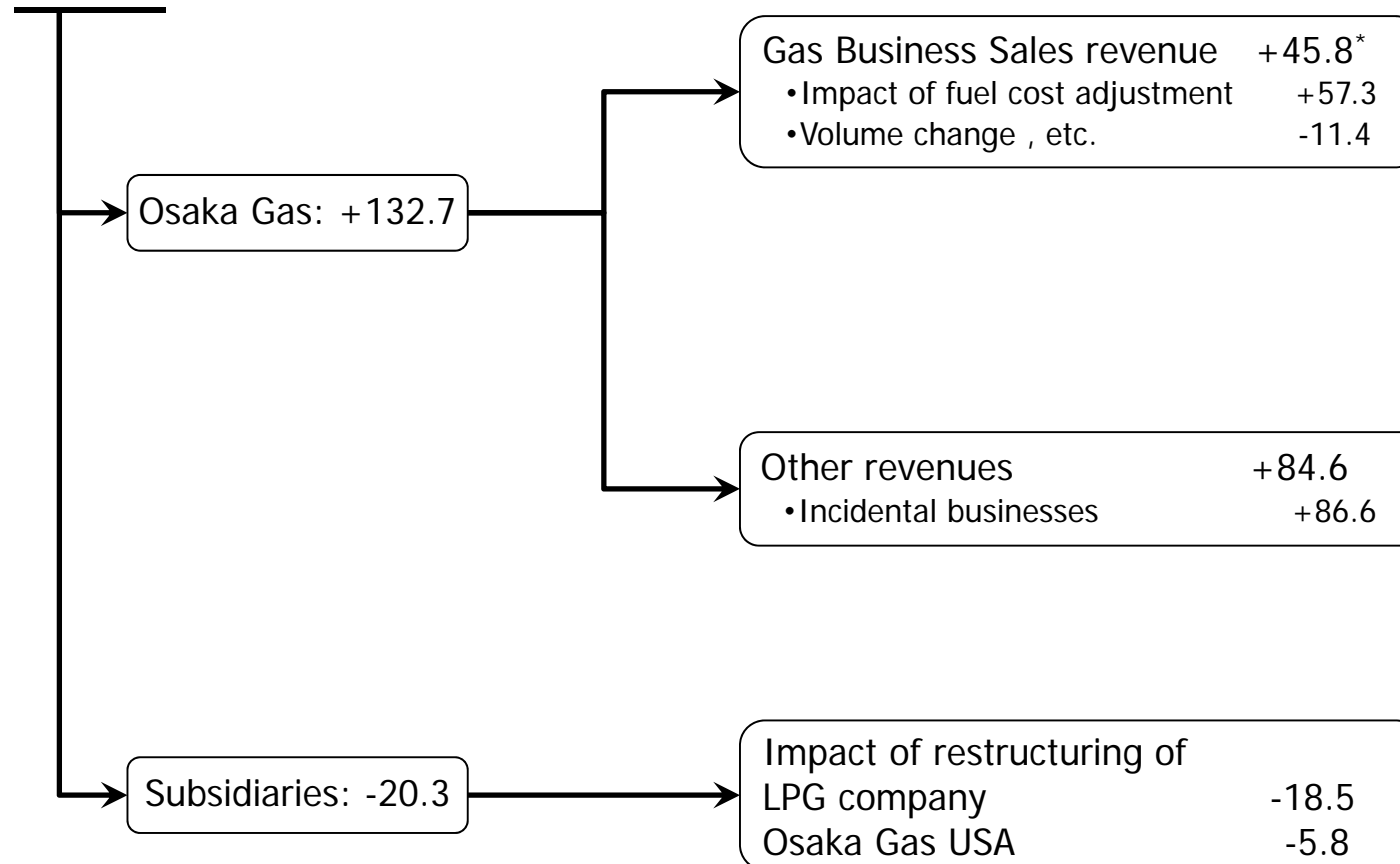 Gas Business Sales revenue +45.8*
•Impact of fuel cost adjustment +57.3
•Volume change , etc. -11.4
Osaka Gas: +132.7
Other revenues +84.6
•Incidental businesses +86.6
Subsidiaries: -20.3
Impact of restructuring of
LPG company -18.5
Osaka Gas USA -5.8